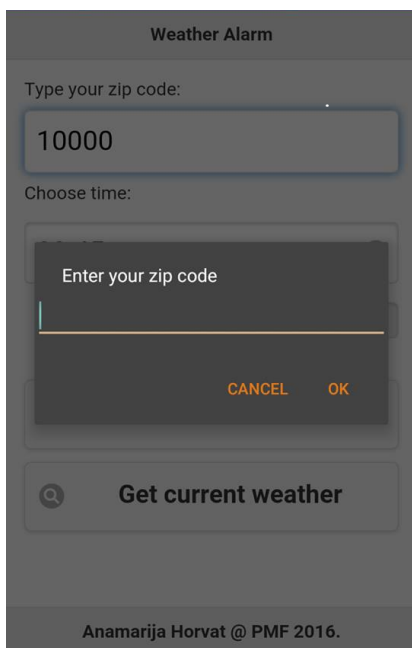 Weather Alarm
Type your zip code:
10000
Choose time:
Enter your zip code
CANCEL OK
Get current weather
Anamarija Horvat @ PMF 2016.